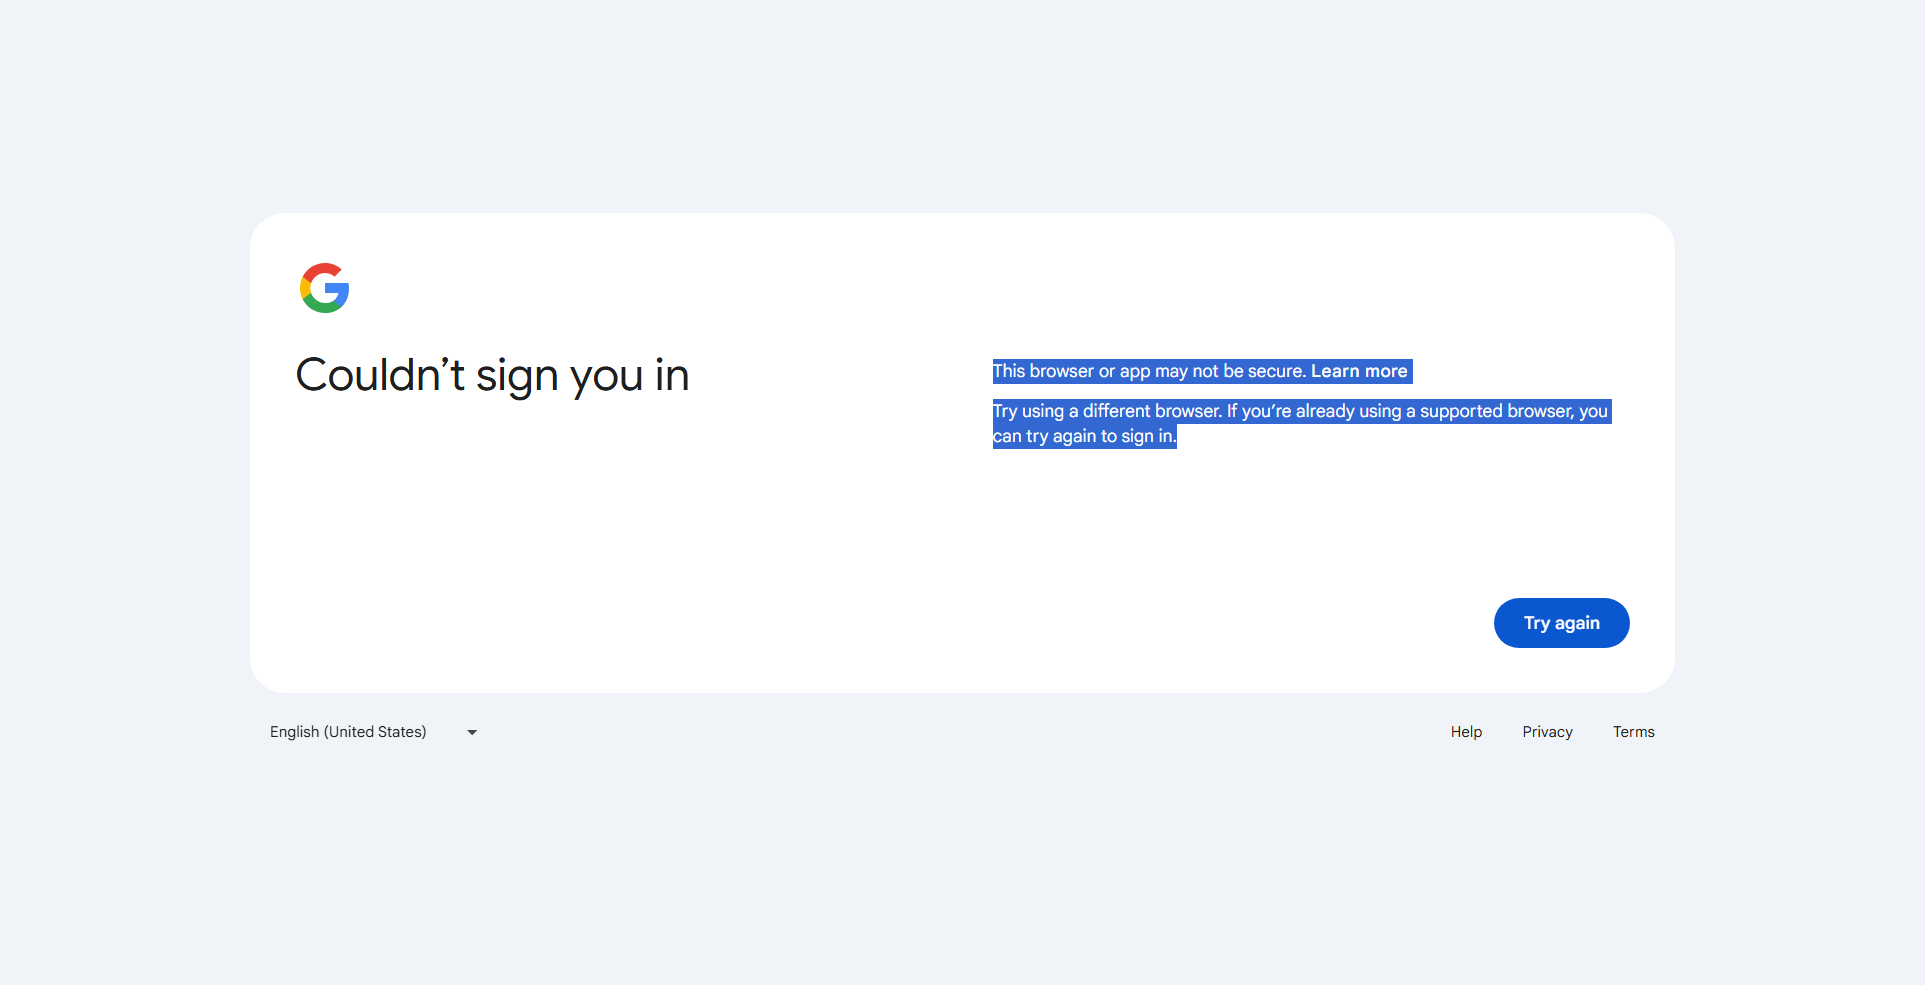 Couldn’t sign you in
This browser or app may not be secure. Learn more
Try using a different browser. If you’re already using a supported browser, you
can try again to sign in.
Try again
English (United States)
Help Privacy Terms